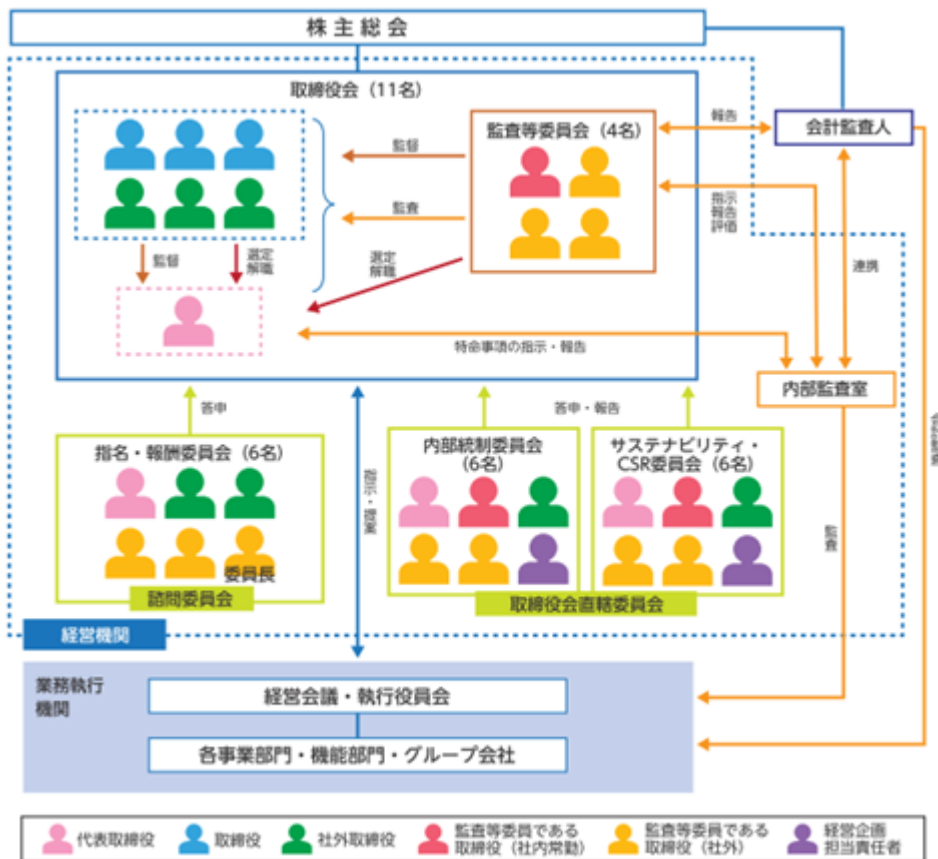 株主総会
取締役会（11名）
監査等委員会（4名）
報告
会計監査人
監督
監査
指示
報告
評価
監督
選定
解職
選定
解職
連携
特命事項の指示・報告
内部監査室
答申
答申・報告
指名・報酬委員会（6名）
内部統制委員会
（6名）
サステナビリティ・
CSR委員会（6名）
指示・提案
監査
委員長
諮問委員会
取締役会直轄委員会
経営機関
業務執行
機関
経営会議・執行役員会
各事業部門・機能部門・グループ会社
代表取締役
取締役
社外取締役
監査等委員である
取締役（社内常勤）
監査等委員である
取締役（社外）
経営企画
担当責任者